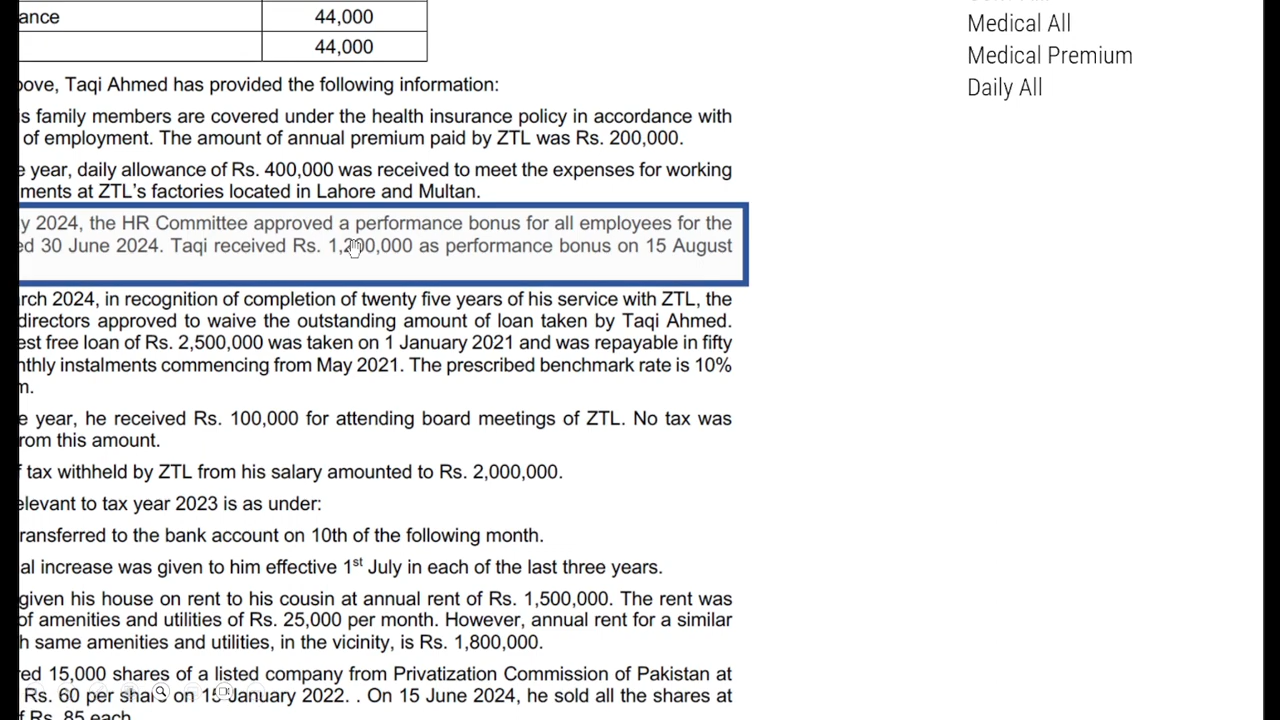 ance 44,000
44,000
ove, Taqi Ahmed has provided the following information:
s family members are covered under the health insurance policy in accordance with
of employment. The amount of annual premium paid by ZTL was Rs. 200,000.
e year, daily allowance of Rs. 400,000 was received to meet the expenses for working
ments at ZTL's factories located in Lahore and Multan.
y 2024, the HR Committee approved a performance bonus for all employees for the
ed 30 June 2024. Taqi received Rs. 1,200,000 as performance bonus on 15 August
rch 2024, in recognition of completion of twenty five years of his service with ZTL, the
directors approved to waive the outstanding amount of loan taken by Taqi Ahmed.
est free loan of Rs. 2,500,000 was taken on 1 January 2021 and was repayable in fifty
nthly instalments commencing from May 2021. The prescribed benchmark rate is 10%
m.
e year, he received Rs. 100,000 for attending board meetings of ZTL. No tax was
rom this amount.
f tax withheld by ZTL from his salary amounted to Rs. 2,000,000.
elevant to tax year 2023 is as under:
ransferred to the bank account on 10th of the following month.
al increase was given to him effective 1st July in each of the last three years.
given his house on rent to his cousin at annual rent of Rs. 1,500,000. The rent was
of amenities and utilities of Rs. 25,000 per month. However, annual rent for a similar
h same amenities and utilities, in the vicinity, is Rs. 1,800,000.
ed 15,000 shares of a listed company from Privatization Commission of Pakistan at
Rs. 60 per share on 15 January 2022. . On 15 June 2024, he sold all the shares at
f Rs. 85 each
Medical All
Medical Premium
Daily All